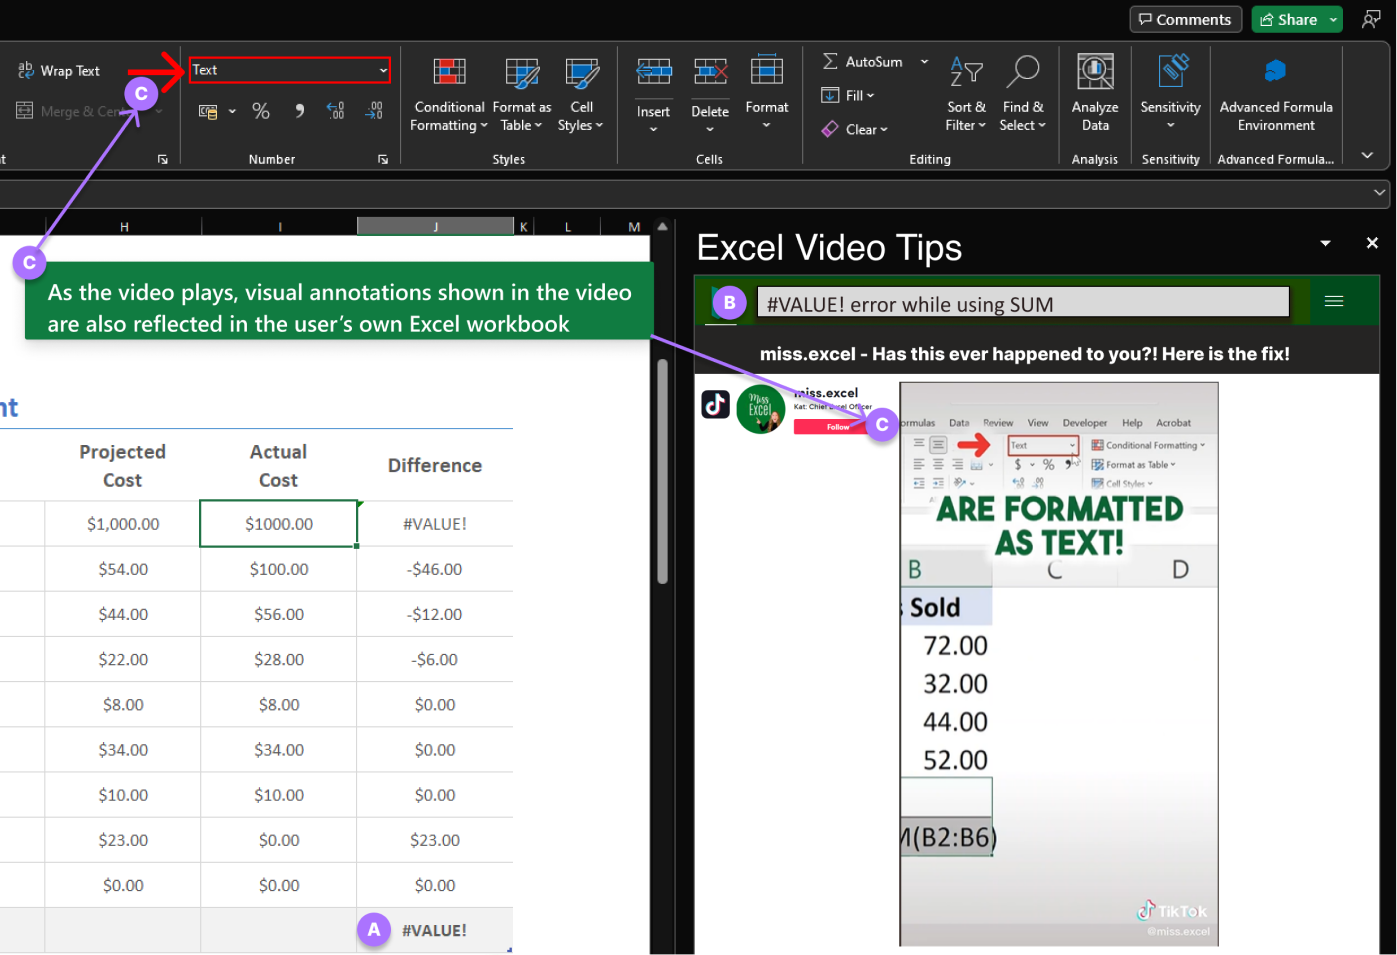 Comments
Share
Wrap Text
Text
Merge & Cen
C
%
Number
Conditional
Formatting
Format as
Table
Cell
Styles
Styles
Insert
Delete
Format
Cells
AutoSum
Fill
Clear
Sort &
Filter
Find &
Select
Editing
Analyze
Data
Analysis
Sensitivity
Sensitivity
Advanced Formula
Environment
Advanced Formula...
H I J K L M
C
As the video plays, visual annotations shown in the video
are also reflected in the user's own Excel workbook
nt
Projected
Cost
Actual
Cost
Difference
$1,000.00 $1000.00 #VALUE!
$54.00 $100.00 -$46.00
$44.00 $56.00 -$12.00
$22.00 $28.00 -$6.00
$8.00 $8.00 $0.00
$34.00 $34.00 $0.00
$10.00 $10.00 $0.00
$23.00 $0.00 $23.00
$0.00 $0.00 $0.00
A #VALUE!
Excel Video Tips
B #VALUE! error while using SUM
miss.excel - Has this ever happened to you?! Here is the fix!
Miss
Excel
miss.excel
Kat: Chief Excel Officer
Follow
C
ormulas Data Review View Developer Help Acrobat
Text
Conditional Formatting
$ %
Format as Table
Cell Styles
ARE FORMATTED
AS TEXT!
B C D
Sold
72.00
32.00
44.00
52.00
M(B2:B6)
TikTok
@miss.excel